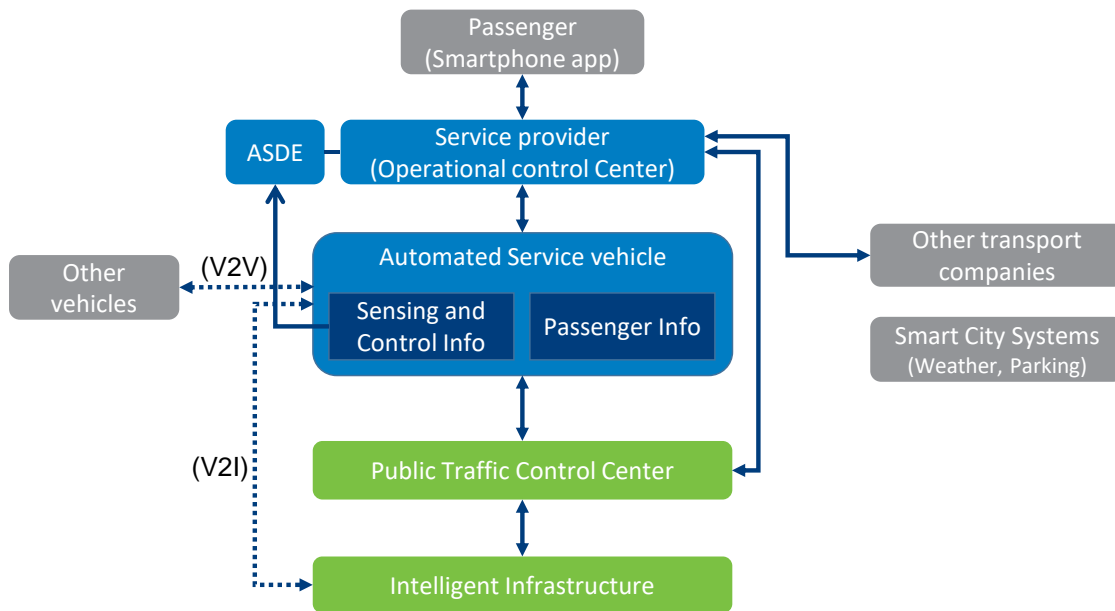 Passenger
(Smartphone app)
ASDE
Service provider
(Operational control Center)
Automated Service vehicle
Other transport
companies
(V2V)
Other
vehicles
Sensing and
Control Info
Passenger Info
Smart City Systems
(Weather, Parking)
(V2I)
Public Traffic Control Center
Intelligent Infrastructure